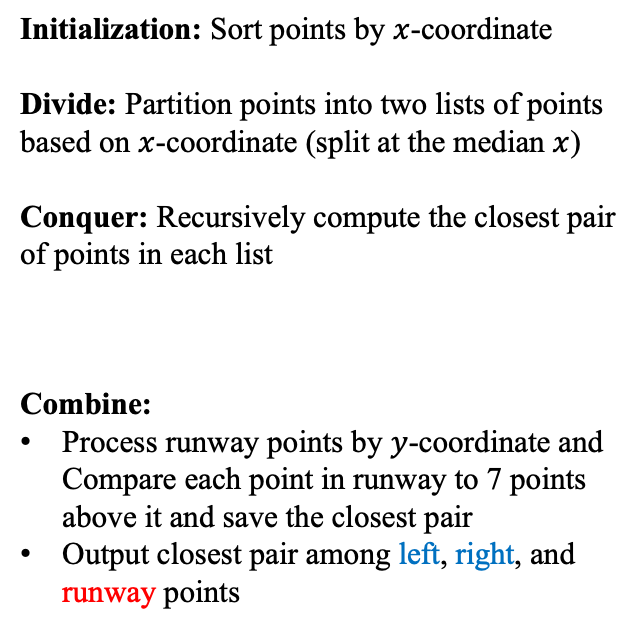 Initialization: Sort points by x-coordinate
Divide: Partition points into two lists of points
based on x-coordinate (split at the median x)
Conquer: Recursively compute the closest pair
of points in each list
Combine:
• Process runway points by y-coordinate and
Compare each point in runway to 7 points
above it and save the closest pair
• Output closest pair among left, right, and
runway points